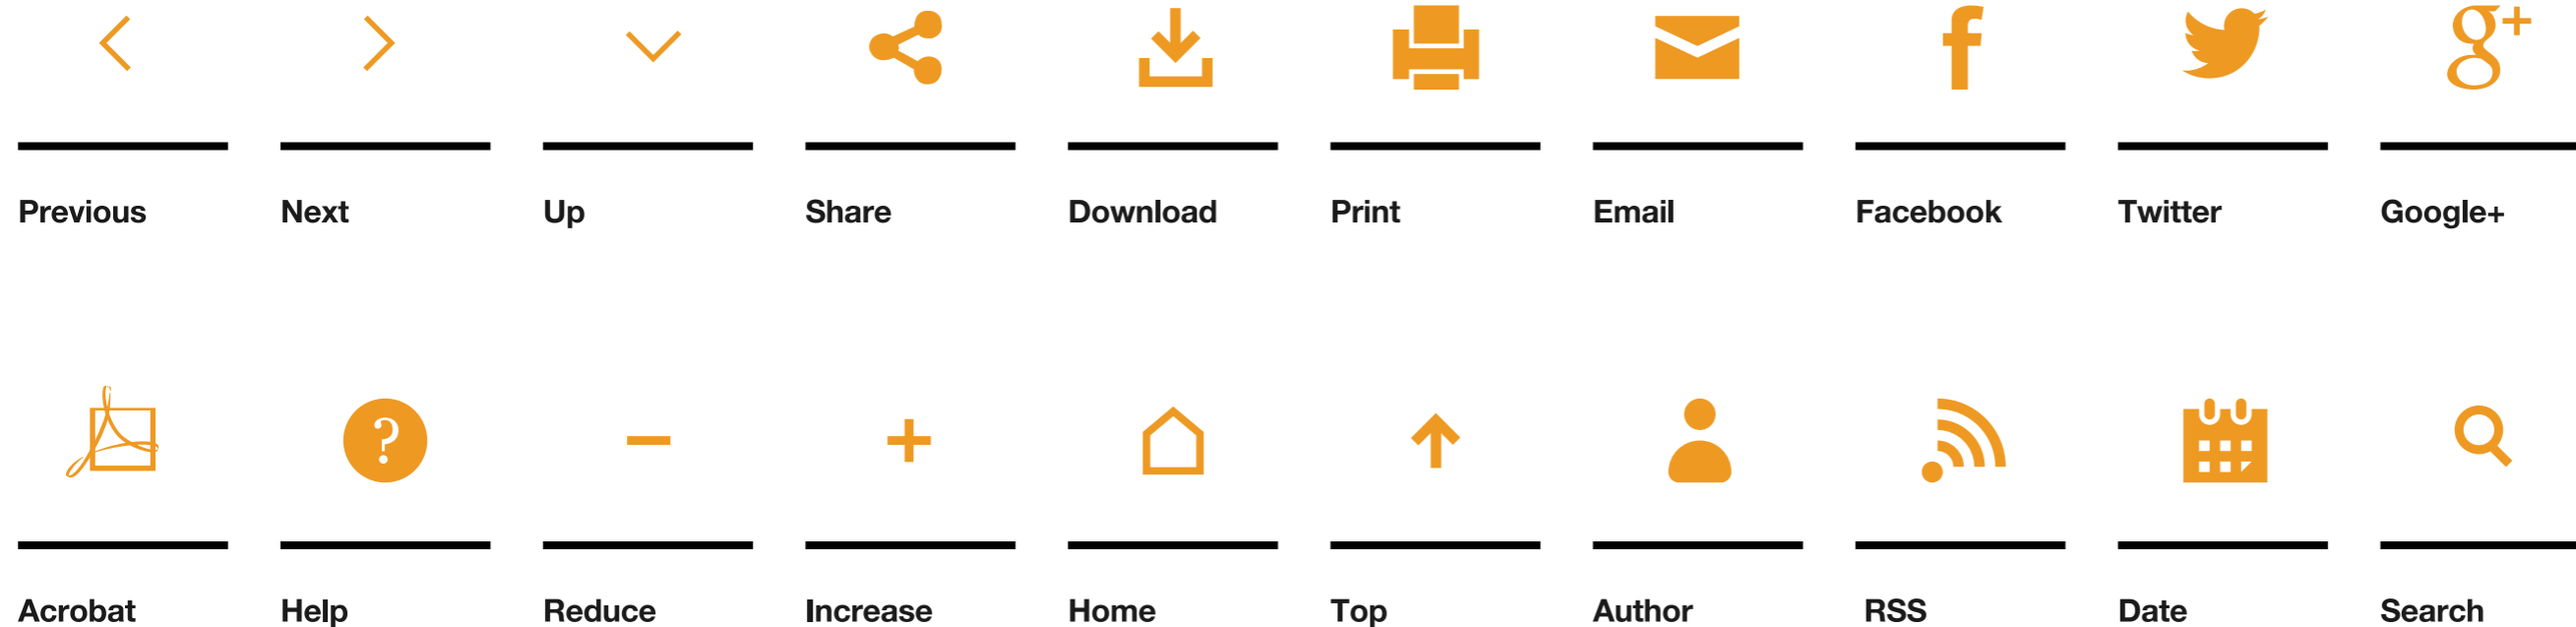 Previous Next Up Share Download Print Email Facebook Twitter Google+
Acrobat Help Reduce Increase Home Top Author RSS Date Search